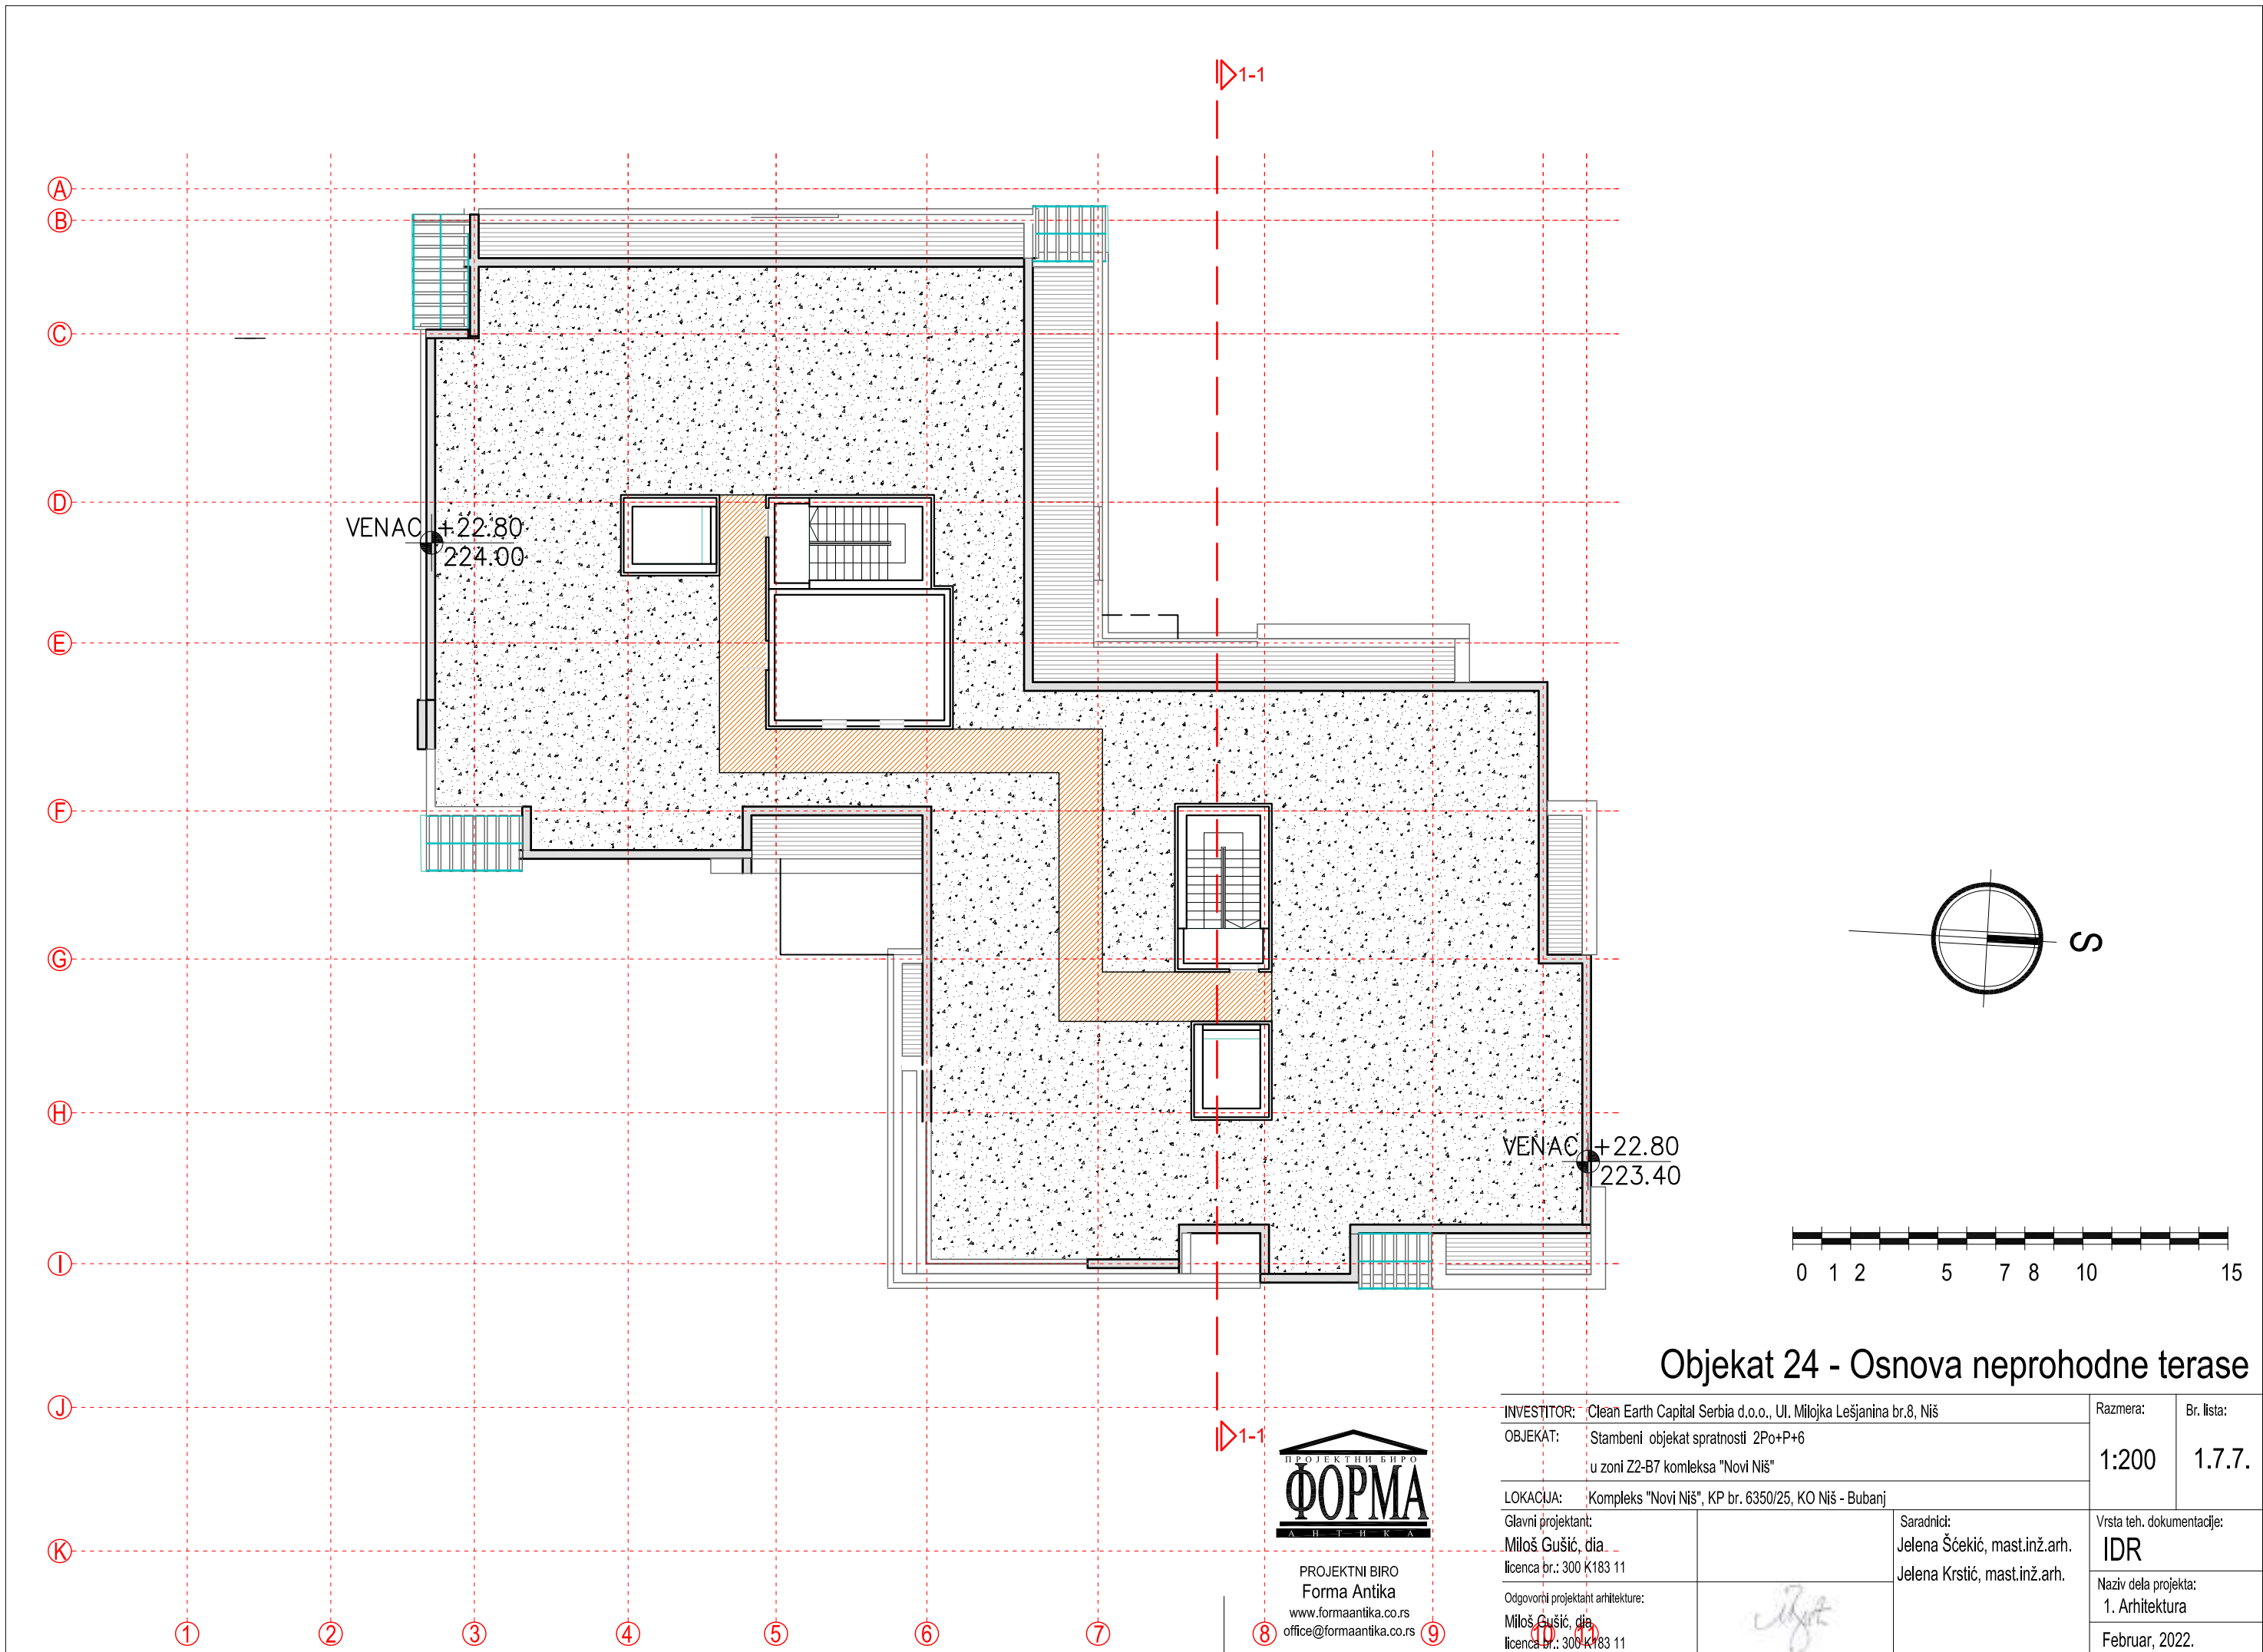 1-1
A
B
C
D
VENAC +22.80
224.00
E
F
G
S
H
VENAC +22.80
223.40
I
0 1 2 5 7 8 10 15
Objekat 24 - Osnova neprohodne terase
J
1-1
K
1 2 3 4 5 6 7 8 9 10 11
ПРОЈЕКТНИ БИРО
ФОРМА
АНТИКА
PROJEKTNI BIRO
Forma Antika
www.formaantika.co.rs
office@formaantika.co.rs
INVESTITOR: Clean Earth Capital Serbia d.o.o., Ul. Milojka Lešjanina br.8, Niš
OBJEKAT: Stambeni objekat spratnosti 2Po+P+6
u zoni Z2-B7 komleksa "Novi Niš"
LOKACIJA: Kompleks "Novi Niš", KP br. 6350/25, KO Niš - Bubanj
Razmera:
1:200
Br. lista:
1.7.7.
Glavni projektant:
Miloš Gušić, dia
licenca br.: 300 K183 11
Odgovorni projektant arhitekture:
Miloš Gušić, dia
licenca br.: 300 K183 11
Saradnici:
Jelena Šćekić, mast.inž.arh.
Jelena Krstić, mast.inž.arh.
Vrsta teh. dokumentacije:
IDR
Naziv dela projekta:
1. Arhitektura
Februar, 2022.